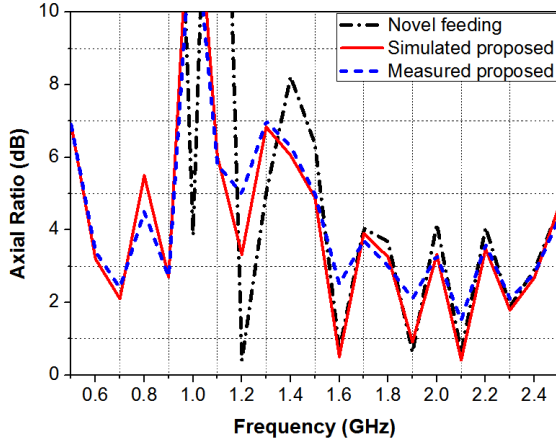 10
8
6
4
2
0
Axial Ratio (dB)
Novel feeding
Simulated proposed
Measured proposed
0.6 0.8 1.0 1.2 1.4 1.6 1.8 2.0 2.2 2.4
Frequency (GHz)